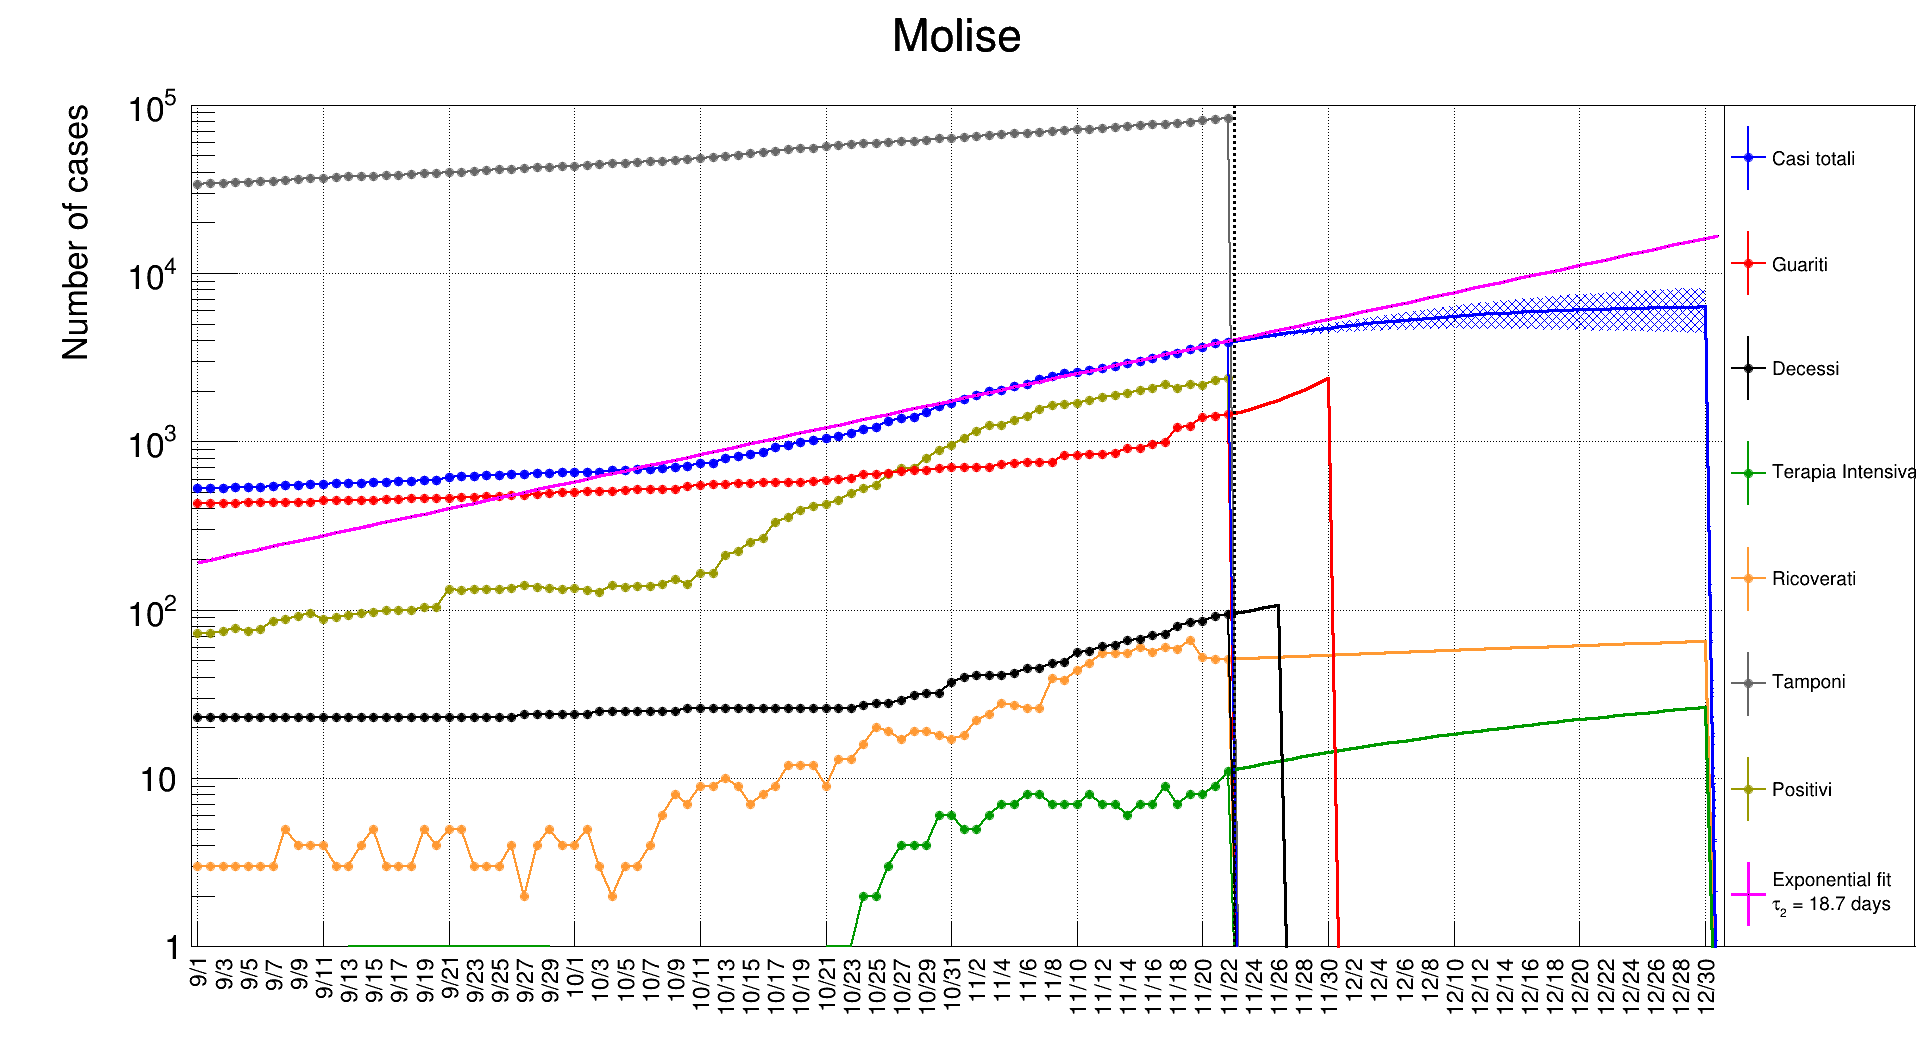 Molise
Number of cases
10^5
10^4
10^3
10^2
10
1
9/1 9/3 9/5 9/7 9/9 9/11 9/13 9/15 9/17 9/19 9/21 9/23 9/25 9/27 9/29 10/1 10/3 10/5 10/7 10/9 10/11 10/13 10/15 10/17 10/19 10/21 10/23 10/25 10/27 10/29 10/31 11/2 11/4 11/6 11/8 11/10 11/12 11/14 11/16 11/18 11/20 11/22 11/24 11/26 11/28 11/30 12/2 12/4 12/6 12/8 12/10 12/12 12/14 12/16 12/18 12/20 12/22 12/24 12/26 12/28 12/30
Casi totali
Guariti
Decessi
Terapia Intensiva
Ricoverati
Tamponi
Positivi
Exponential fit
τ₂ = 18.7 days